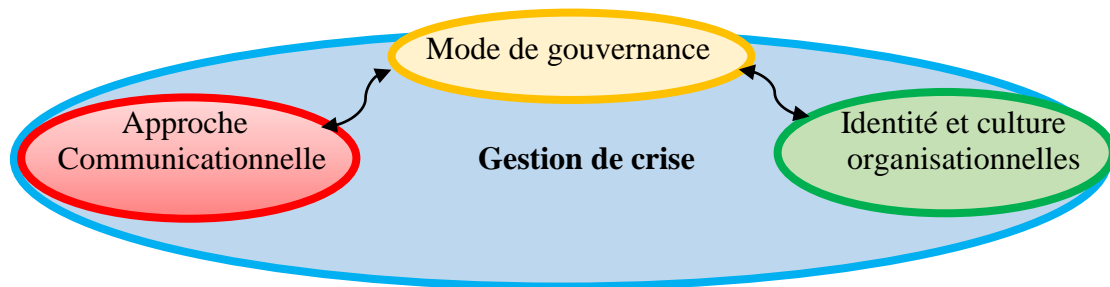 Mode de gouvernance
Approche
Communicationnelle
Gestion de crise
Identité et culture
organisationnelles